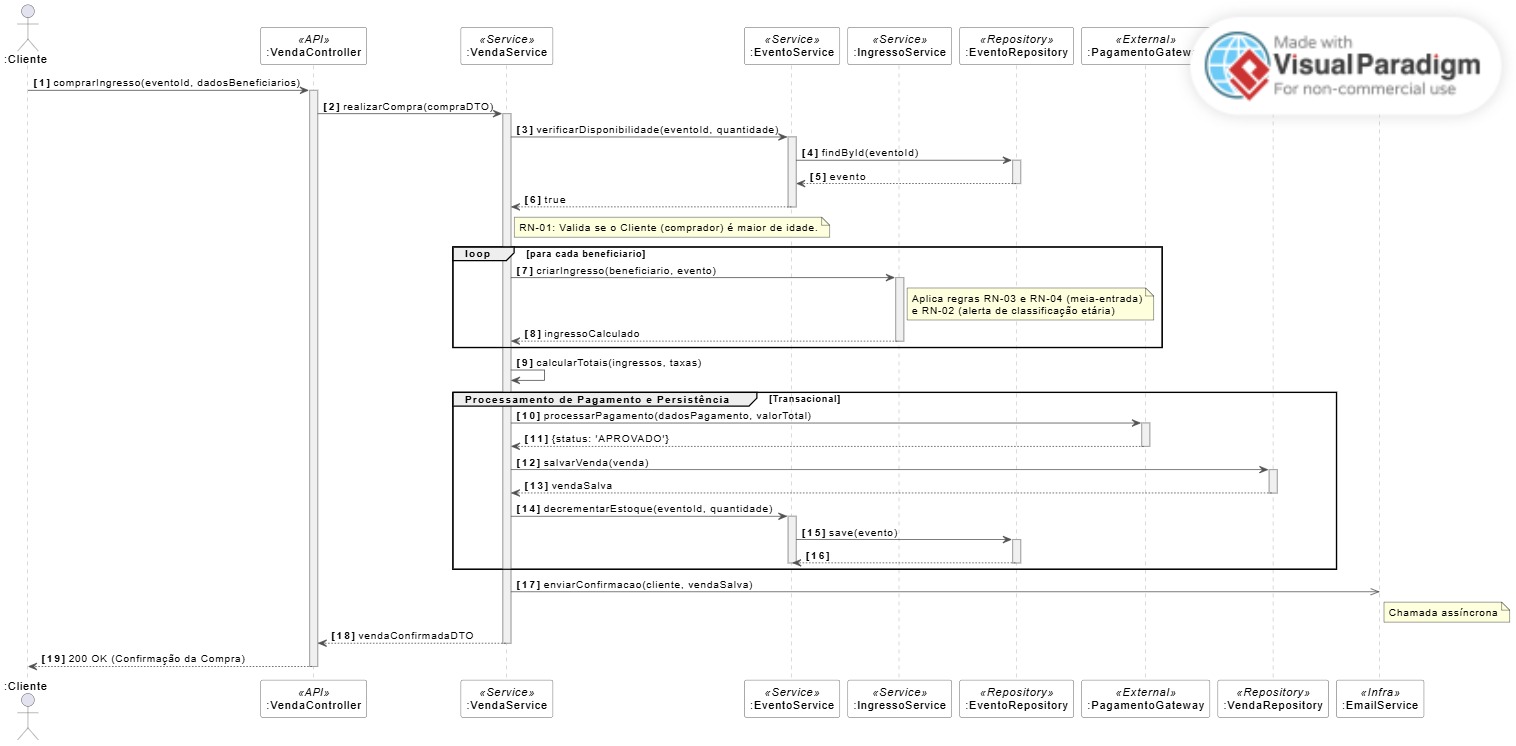 :Cliente
«API»
:VendaController
«Service»
:VendaService
«Service»
:EventoService
«Service»
:IngressoService
«Repository»
:EventoRepository
«External»
:PagamentoGatew
Made with
VisualParadigm
For non-commercial use
[1] comprarIngresso(eventoId, dadosBeneficiarios)
[2] realizarCompra(compraDTO)
[3] verificarDisponibilidade(eventoId, quantidade)
[4] findById(eventoId)
[5] evento
[6] true
RN-01: Valida se o Cliente (comprador) é maior de idade.
loop [para cada beneficiario]
[7] criarIngresso(beneficiario, evento)
Aplica regras RN-03 e RN-04 (meia-entrada)
e RN-02 (alerta de classificação etária)
[8] ingressoCalculado
[9] calcularTotais(ingressos, taxas)
Processamento de Pagamento e Persistência [Transacional]
[10] processarPagamento(dadosPagamento, valorTotal)
[11] {status: 'APROVADO'}
[12] salvarVenda(venda)
[13] vendaSalva
[14] decrementarEstoque(eventoId, quantidade)
[15] save(evento)
[16]
[17] enviarConfirmacao(cliente, vendaSalva)
Chamada assíncrona
[18] vendaConfirmadaDTO
[19] 200 OK (Confirmação da Compra)
:Cliente
«API»
:VendaController
«Service»
:VendaService
«Service»
:EventoService
«Service»
:IngressoService
«Repository»
:EventoRepository
«External»
:PagamentoGateway
«Repository»
:VendaRepository
«Infra»
:EmailService